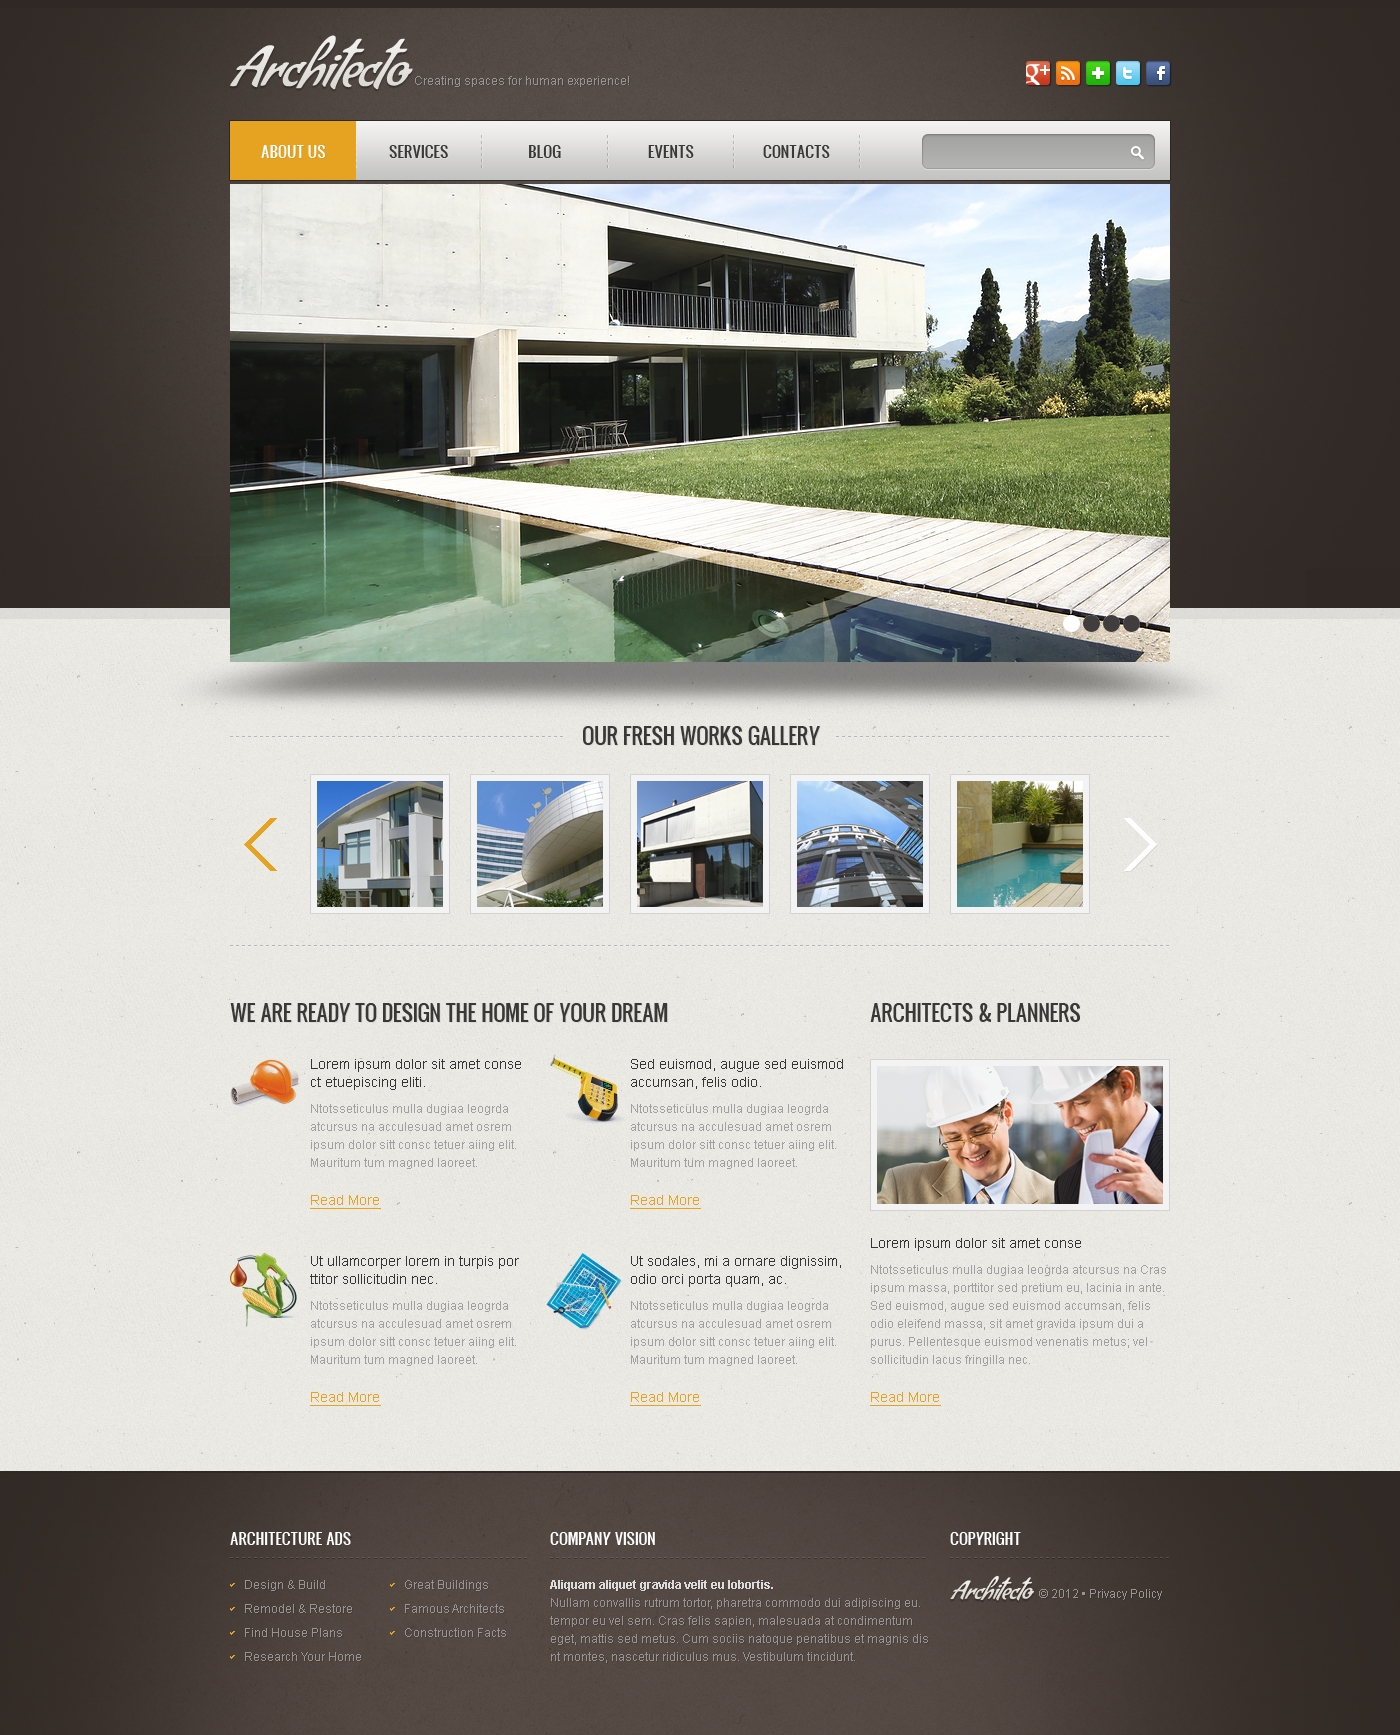 Architecto Creating spaces for human experience!
ABOUT US SERVICES BLOG EVENTS CONTACTS
OUR FRESH WORKS GALLERY
WE ARE READY TO DESIGN THE HOME OF YOUR DREAM
Lorem ipsum dolor sit amet conse
ct etuepiscing eliti.
Ntotsseticulus mulla dugiaa leogrda
atcursus na acculesuad amet osrem
ipsum dolor sitt consc tetuer aiing elit.
Mauritum tum magned laoreet.
Read More
Sed euismod, augue sed euismod
accumsan, felis odio.
Ntotsseticulus mulla dugiaa leogrda
atcursus na acculesuad amet osrem
ipsum dolor sitt consc tetuer aiing elit.
Mauritum tum magned laoreet.
Read More
Ut ullamcorper lorem in turpis por
ttitor sollicitudin nec.
Ntotsseticulus mulla dugiaa leogrda
atcursus na acculesuad amet osrem
ipsum dolor sitt consc tetuer aiing elit.
Mauritum tum magned laoreet.
Read More
Ut sodales, mi a ornare dignissim,
odio orci porta quam, ac.
Ntotsseticulus mulla dugiaa leogrda
atcursus na acculesuad amet osrem
ipsum dolor sitt consc tetuer aiing elit.
Mauritum tum magned laoreet.
Read More
ARCHITECTS & PLANNERS
Lorem ipsum dolor sit amet conse
Ntotsseticulus mulla dugiaa leogrda atcursus na Cras
ipsum massa, porttitor sed pretium eu, lacinia in ante.
Sed euismod, augue sed euismod accumsan, felis
odio eleifend massa, sit amet gravida ipsum dui a
purus. Pellentesque euismod venenatis metus; vel
sollicitudin lacus fringilla nec.
Read More
ARCHITECTURE ADS
Design & Build
Remodel & Restore
Find House Plans
Research Your Home
Great Buildings
Famous Architects
Construction Facts
COMPANY VISION
Aliquam aliquet gravida velit eu lobortis.
Nullam convallis rutrum tortor, pharetra commodo dui adipiscing eu.
tempor eu vel sem. Cras felis sapien, malesuada at condimentum
eget, mattis sed metus. Cum sociis natoque penatibus et magnis dis
nt montes, nascetur ridiculus mus. Vestibulum tincidunt.
COPYRIGHT
Architecto © 2012 • Privacy Policy